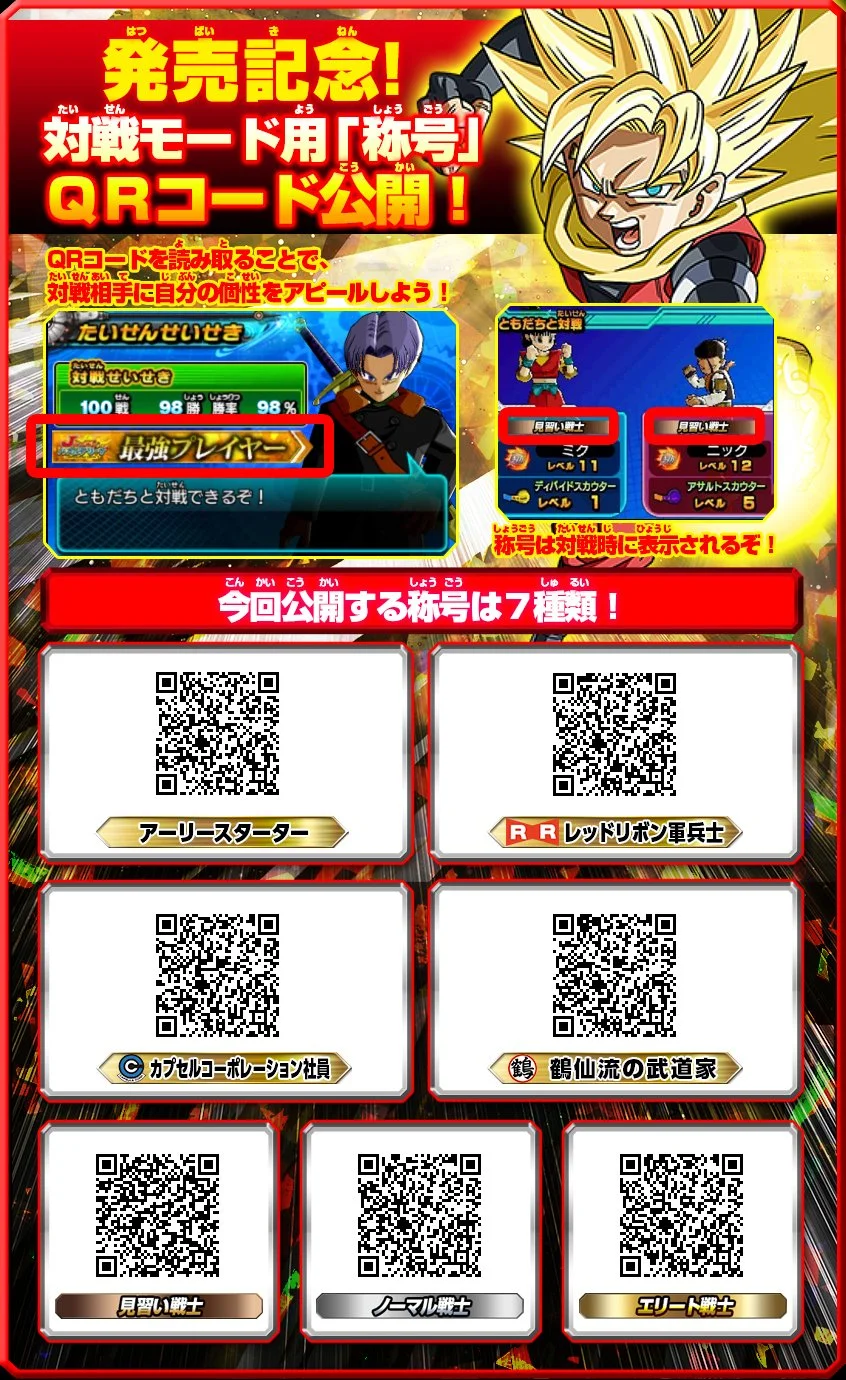 発売記念!
対戦モード用「称号」
QRコード公開！
QRコードを読み取ることで、
対戦相手に自分の個性をアピールしよう！
たいせんせいせき
対戦せいせき
100戦 98勝 勝率 98%
最強プレイヤー
ともだちと対戦できるぞ！
ともだちと対戦
見習い戦士
ミク
レベル 11
ディバイドスカウター
レベル 1
見習い戦士
ニック
レベル 12
アサルトスカウター
レベル 5
称号は対戦時に表示されるぞ！
今回公開する称号は７種類！
アーリースターター
RR レッドリボン軍兵士
カプセルコーポレーション社員
鶴 鶴仙流の武道家
見習い戦士
ノーマル戦士
エリート戦士